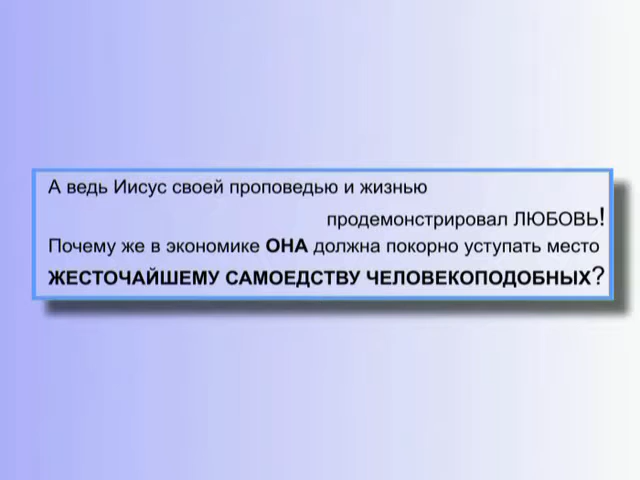 А ведь Иисус своей проповедью и жизнью
продемонстрировал ЛЮБОВЬ!
Почему же в экономике ОНА должна покорно уступать место
ЖЕСТОЧАЙШЕМУ САМОЕДСТВУ ЧЕЛОВЕКОПОДОБНЫХ?